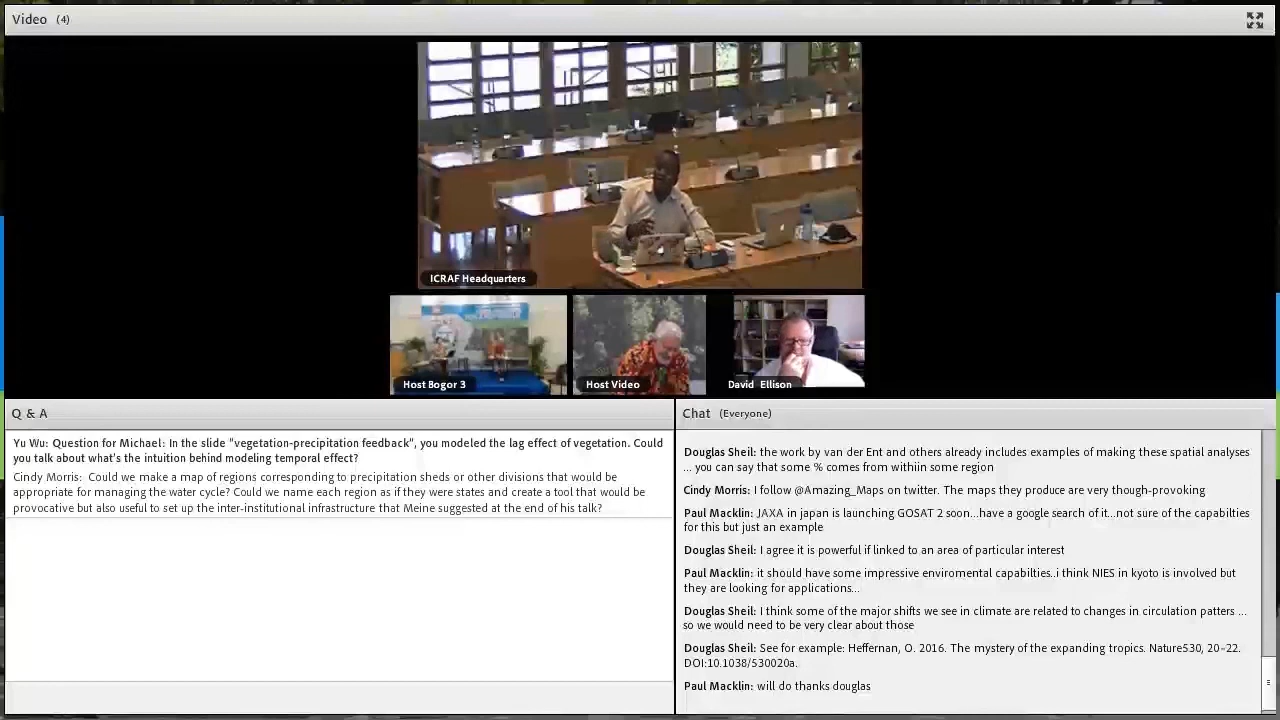 Video (4)
ICRAF Headquarters
Host Bogor 3
Host Video
David Ellison
Q & A
Yu Wu: Question for Michael: In the slide "vegetation-precipitation feedback", you modeled the lag effect of vegetation. Could
you talk about what's the intuition behind modeling temporal effect?
Cindy Morris: Could we make a map of regions corresponding to precipitation sheds or other divisions that would be
appropriate for managing the water cycle? Could we name each region as if they were states and create a tool that would be
provocative but also useful to set up the inter-institutional infrastructure that Meine suggested at the end of his talk?
Chat (Everyone)
Douglas Sheil: the work by van der Ent and others already includes examples of making these spatial analyses
... you can say that some % comes from withiin some region
Cindy Morris: I follow @Amazing_Maps on twitter. The maps they produce are very though-provoking
Paul Macklin: JAXA in japan is launching GOSAT 2 soon...have a google search of it...not sure of the capabilties
for this but just an example
Douglas Sheil: I agree it is powerful if linked to an area of particular interest
Paul Macklin: it should have some impressive enviromental capabilties..i think NIES in kyoto is involved but
they are looking for applications...
Douglas Sheil: I think some of the major shifts we see in climate are related to changes in circulation patters ...
so we would need to be very clear about those
Douglas Sheil: See for example: Heffernan, O. 2016. The mystery of the expanding tropics. Nature530, 20-22.
DOI:10.1038/530020a.
Paul Macklin: will do thanks douglas